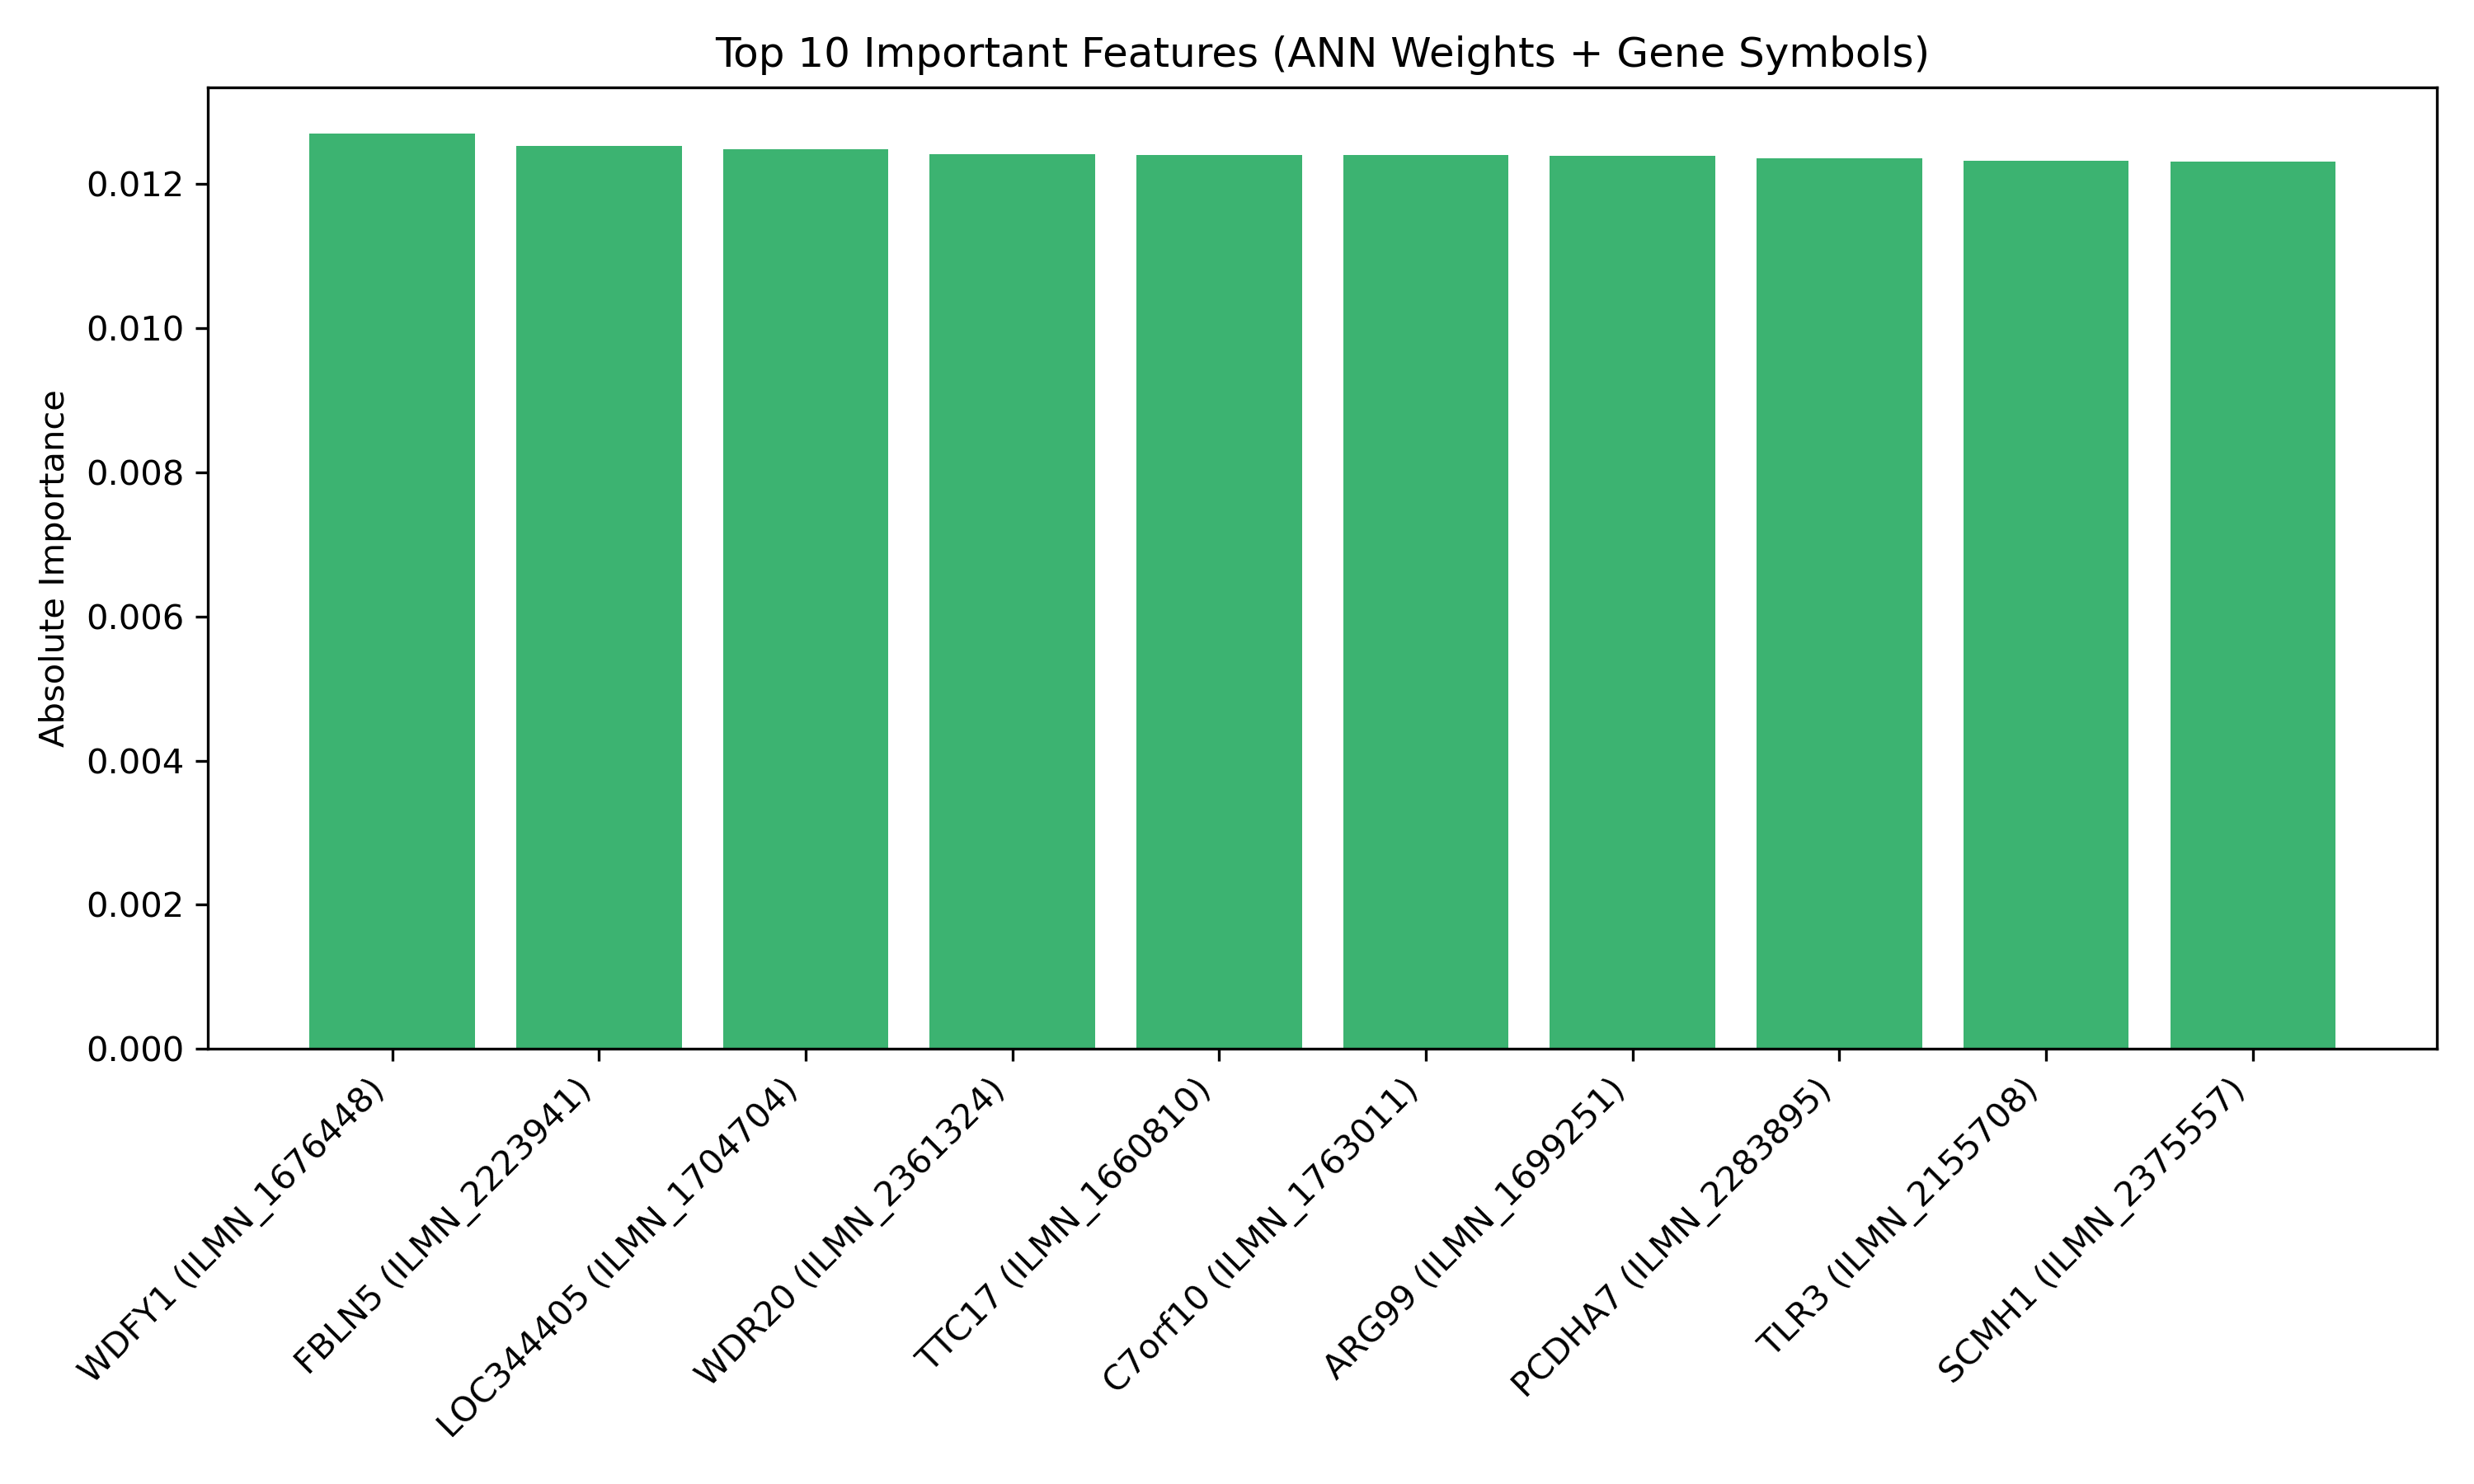 Top 10 Important Features (ANN Weights + Gene Symbols)
Absolute Importance
0.012
0.010
0.008
0.006
0.004
0.002
0.000
WDFY1 (ILMN_1676448)
FBLN5 (ILMN_2223941)
LOC344405 (ILMN_1704704)
WDR20 (ILMN_2361324)
TTC17 (ILMN_1660810)
C7orf10 (ILMN_1763011)
ARG99 (ILMN_1699251)
PCDHA7 (ILMN_2283895)
TLR3 (ILMN_2155708)
SCMH1 (ILMN_2375557)